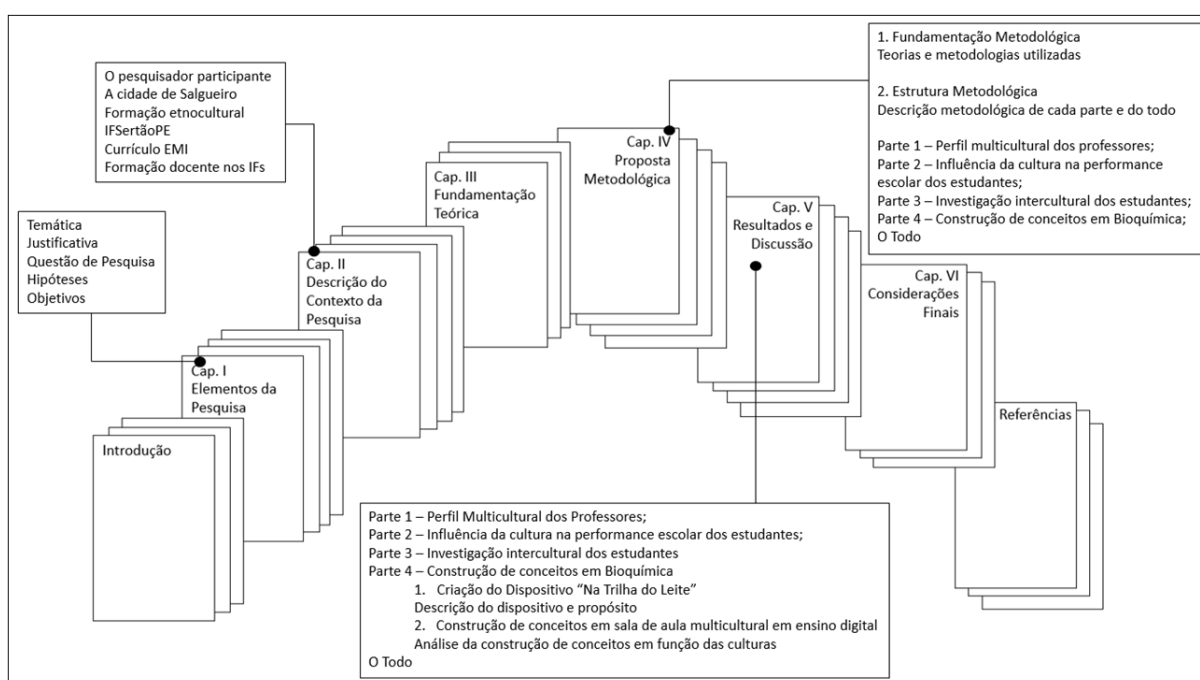 1. Fundamentação Metodológica
Teorias e metodologias utilizadas
2. Estrutura Metodológica
Descrição metodológica de cada parte e do todo
Parte 1 – Perfil multicultural dos professores;
Parte 2 – Influência da cultura na performance
escolar dos estudantes;
Parte 3 – Investigação intercultural dos estudantes;
Parte 4 – Construção de conceitos em Bioquímica;
O Todo
O pesquisador participante
A cidade de Salgueiro
Formação etnocultural
IFSertãoPE
Currículo EMI
Formação docente nos IFs
Temática
Justificativa
Questão de Pesquisa
Hipóteses
Objetivos
Introdução
Cap. I
Elementos da
Pesquisa
Cap. II
Descrição do
Contexto da
Pesquisa
Cap. III
Fundamentação
Teórica
Cap. IV
Proposta
Metodológica
Cap. V
Resultados e
Discussão
Cap. VI
Considerações
Finais
Referências
Parte 1 – Perfil Multicultural dos Professores;
Parte 2 – Influência da cultura na performance escolar dos estudantes;
Parte 3 – Investigação intercultural dos estudantes
Parte 4 – Construção de conceitos em Bioquímica
1. Criação do Dispositivo “Na Trilha do Leite”
Descrição do dispositivo e propósito
2. Construção de conceitos em sala de aula multicultural em ensino digital
Análise da construção de conceitos em função das culturas
O Todo